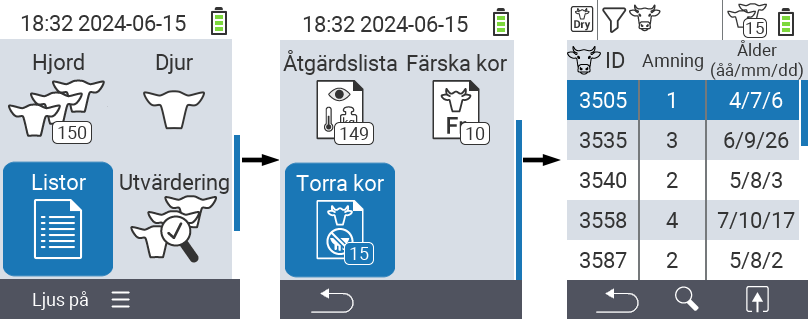 18:32 2024-06-15
Hjord Djur
150
Listor Utvärdering
Ljus på
18:32 2024-06-15
Åtgärdslista Färska kor
kg
149 Fr 10
Torra kor
15
Dry 15
ID Amning Ålder
(åå/mm/dd)
3505 1 4/7/6
3535 3 6/9/26
3540 2 5/8/3
3558 4 7/10/17
3587 2 5/8/2